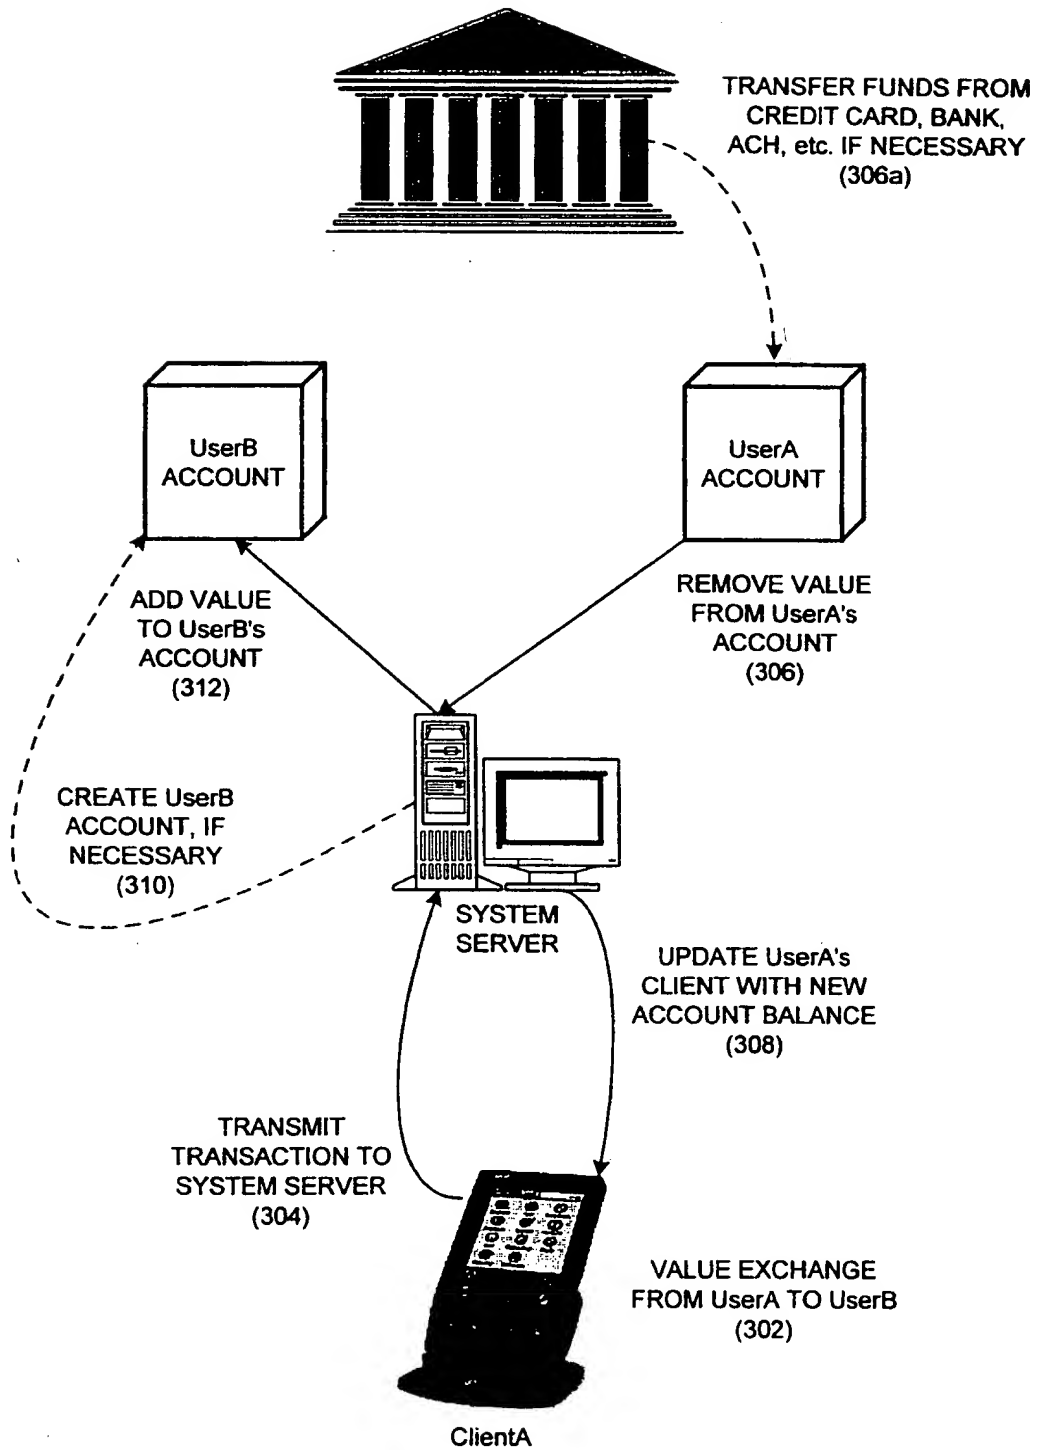 TRANSFER FUNDS FROM
CREDIT CARD, BANK,
ACH, etc. IF NECESSARY
(306a)
UserB
ACCOUNT
UserA
ACCOUNT
ADD VALUE
TO UserB's
ACCOUNT
(312)
REMOVE VALUE
FROM UserA's
ACCOUNT
(306)
CREATE UserB
ACCOUNT, IF
NECESSARY
(310)
SYSTEM
SERVER
UPDATE UserA's
CLIENT WITH NEW
ACCOUNT BALANCE
(308)
TRANSMIT
TRANSACTION TO
SYSTEM SERVER
(304)
VALUE EXCHANGE
FROM UserA TO UserB
(302)
ClientA